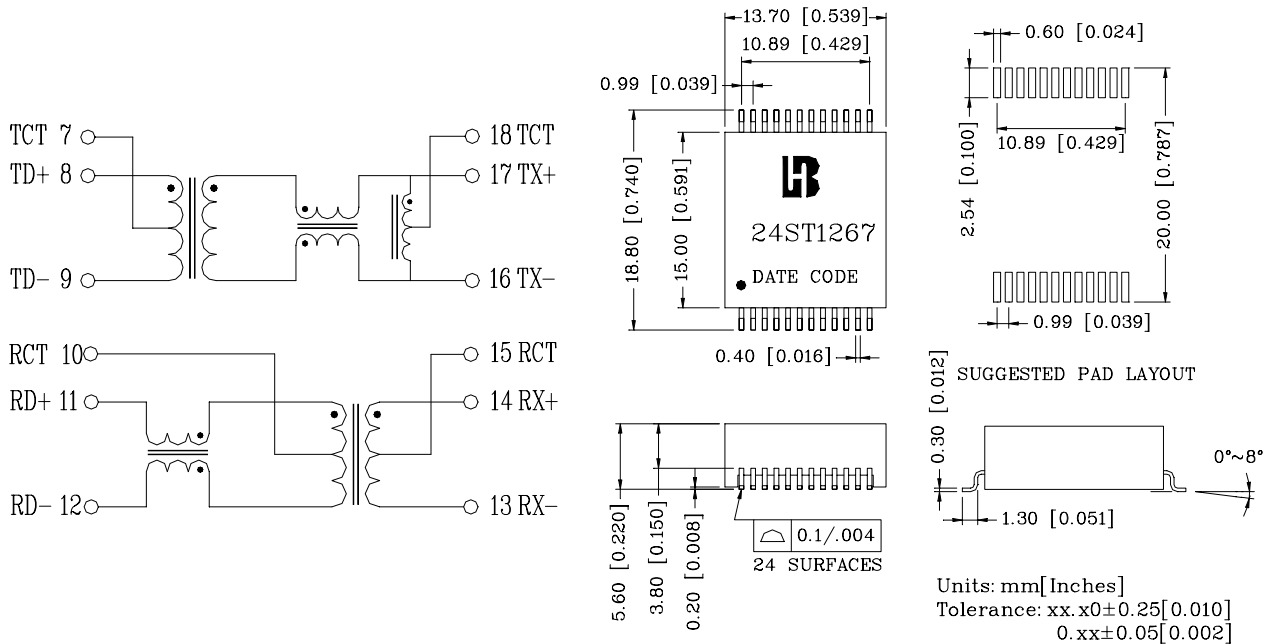 TCT 7
TD+ 8
TD- 9
18 TCT
17 TX+
16 TX-
RCT 10
RD+ 11
RD- 12
15 RCT
14 RX+
13 RX-
13.70 [0.539]
10.89 [0.429]
0.99 [0.039]
18.80 [0.740]
15.00 [0.591]
24ST1267
DATE CODE
0.40 [0.016]
0.60 [0.024]
10.89 [0.429]
2.54 [0.100]
20.00 [0.787]
0.99 [0.039]
SUGGESTED PAD LAYOUT
5.60 [0.220]
3.80 [0.150]
0.20 [0.008]
0.1/.004
24 SURFACES
0.30 [0.012]
1.30 [0.051]
0°~8°
Units: mm[Inches]
Tolerance: xx.x0±0.25[0.010]
0.xx±0.05[0.002]